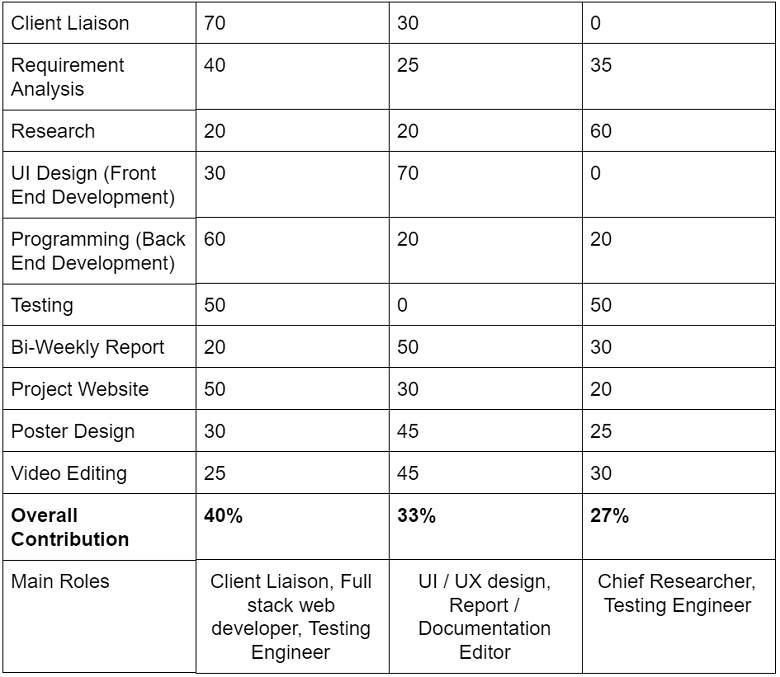 Client Liaison 70 30 0
Requirement 40 25 35
Analysis
Research 20 20 60
UI Design (Front 30 70 0
End Development)
Programming (Back 60 20 20
End Development)
Testing 50 0 50
Bi-Weekly Report 20 50 30
Project Website 50 30 20
Poster Design 30 45 25
Video Editing 25 45 30
Overall 40% 33% 27%
Contribution
Main Roles
Client Liaison, Full
stack web
developer, Testing
Engineer
UI / UX design,
Report /
Documentation
Editor
Chief Researcher,
Testing Engineer